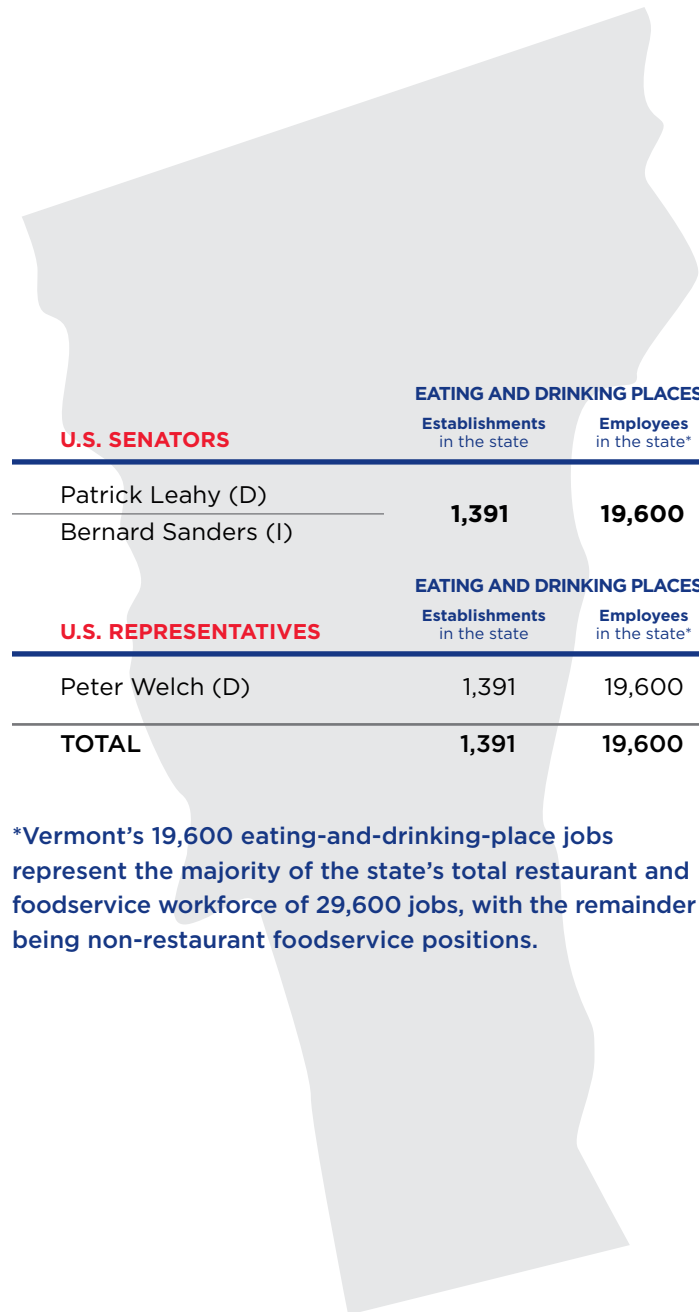 EATING AND DRINKING PLACES
U.S. SENATORS
Establishments
in the state
Employees
in the state*
Patrick Leahy (D)
Bernard Sanders (I)
1,391 19,600
EATING AND DRINKING PLACES
U.S. REPRESENTATIVES
Establishments
in the state
Employees
in the state*
Peter Welch (D) 1,391 19,600
TOTAL 1,391 19,600
*Vermont’s 19,600 eating-and-drinking-place jobs
represent the majority of the state’s total restaurant and
foodservice workforce of 29,600 jobs, with the remainder
being non-restaurant foodservice positions.